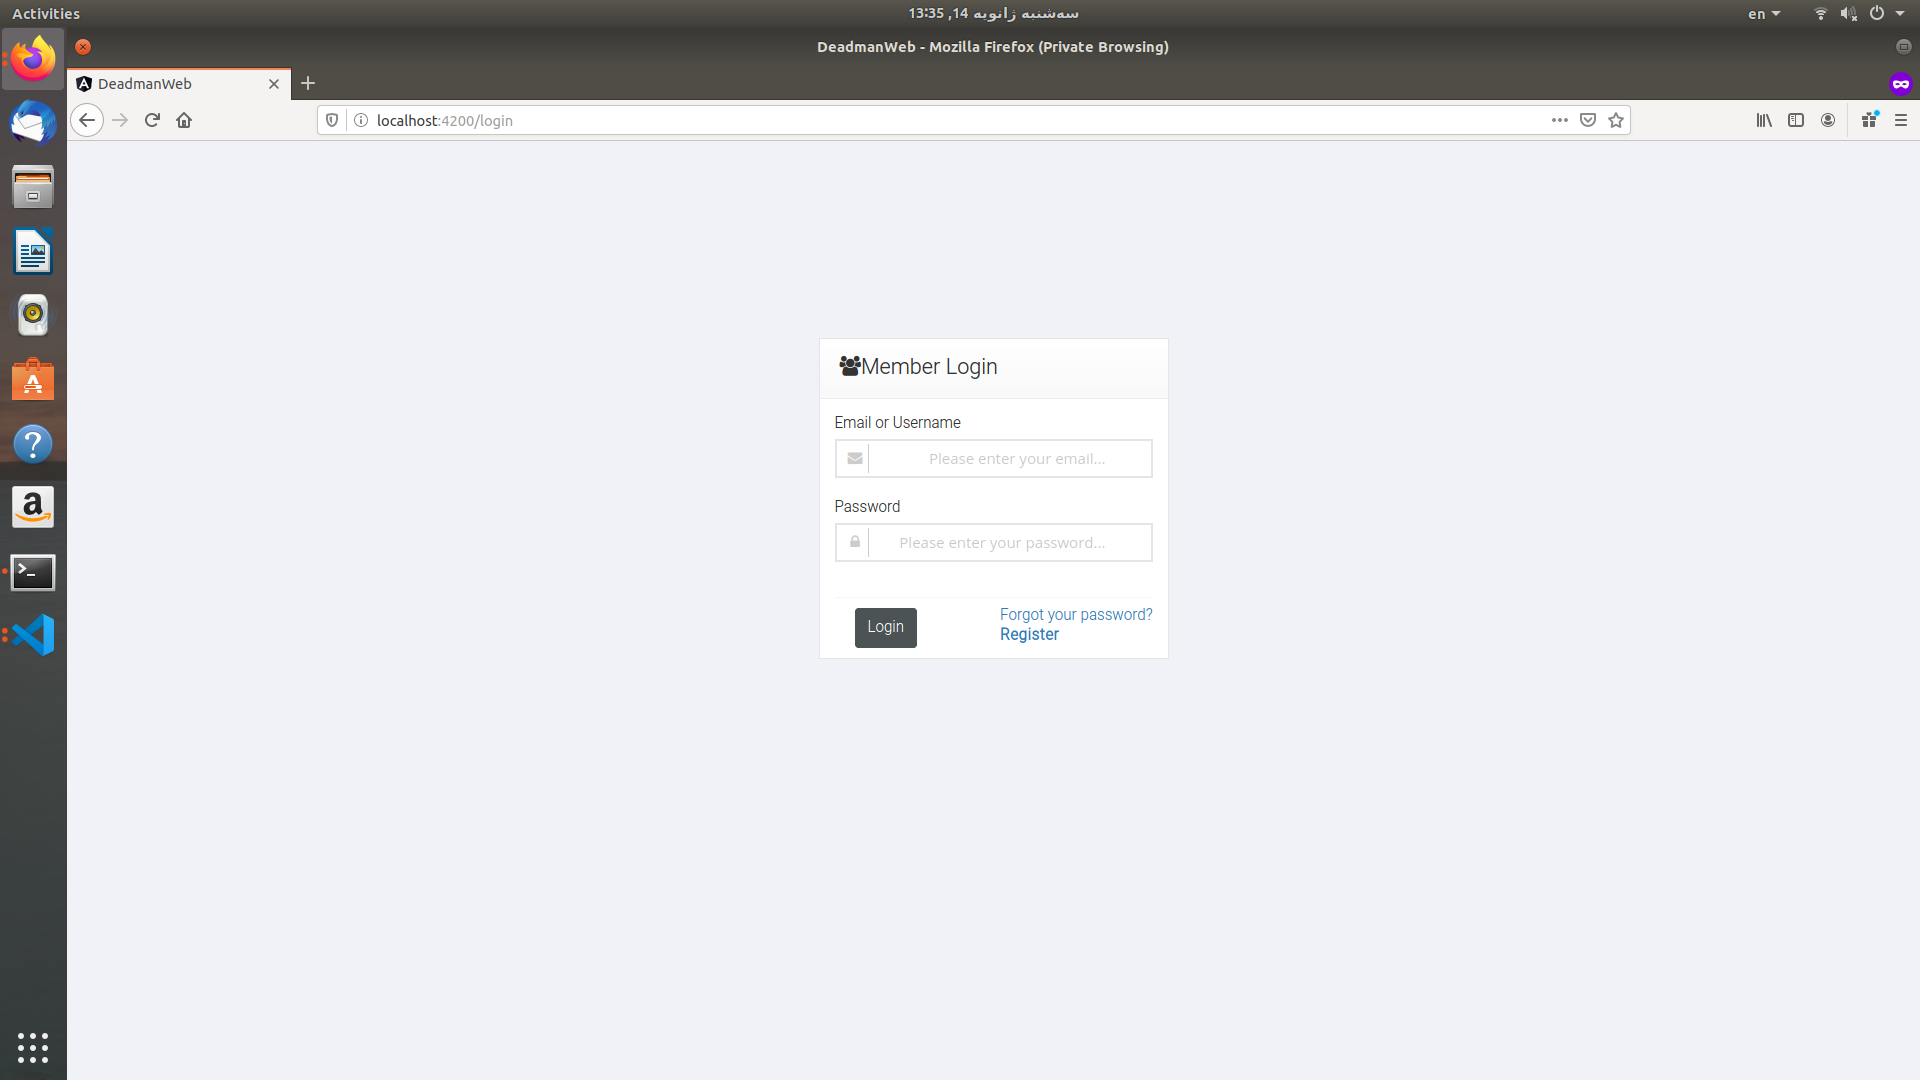 Activities
سه‌شنبه ژانویه 14, 13:35
en
DeadmanWeb - Mozilla Firefox (Private Browsing)
DeadmanWeb
localhost:4200/login
Member Login
Email or Username
Please enter your email...
Password
Please enter your password...
Login
Forgot your password?
Register